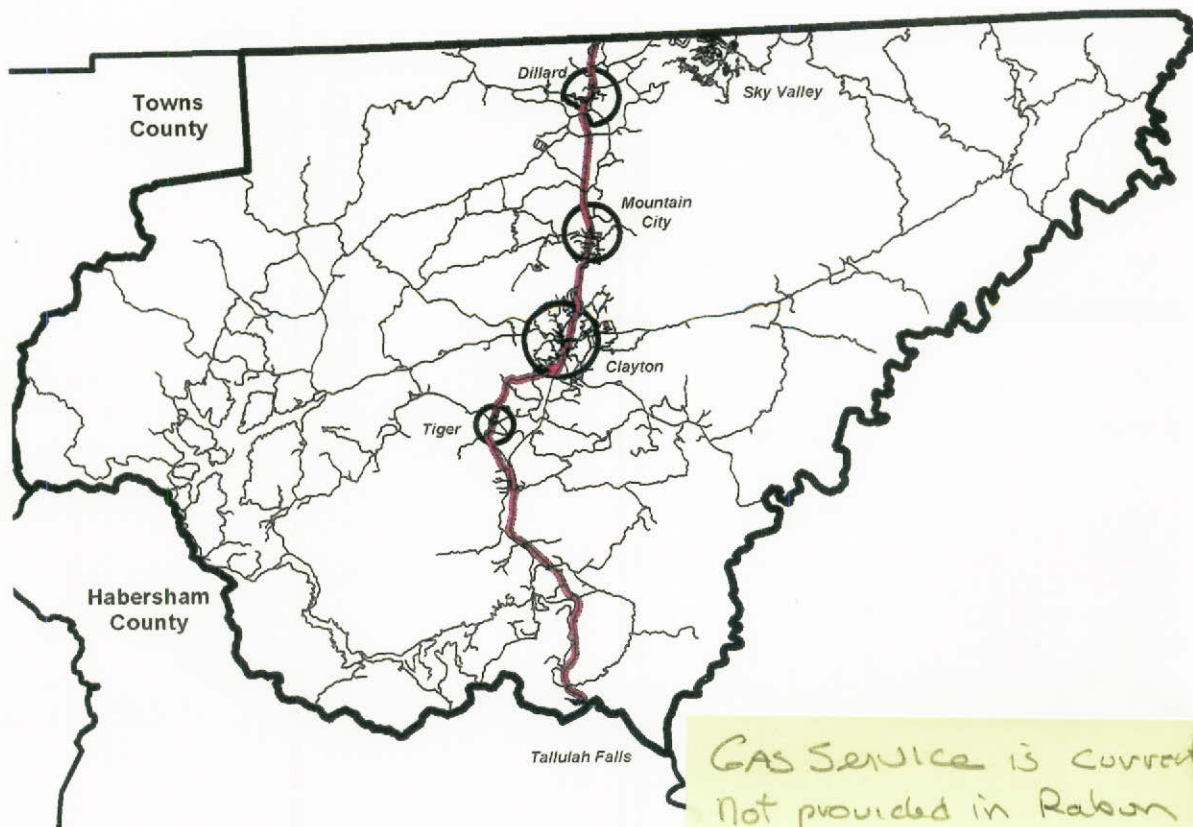 Dillard
Sky Valley
Towns
County
Mountain
City
Clayton
Tiger
Habersham
County
Tallulah Falls
GAS Service is
not provided in Rabun